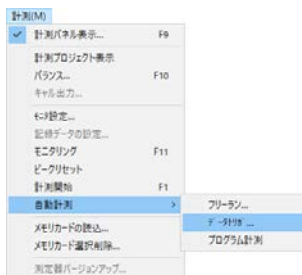 計測(M)
計測パネル表示... F9
計測プロジェクト表示
バランス... F10
キャル出力...
モニタ設定...
記録データの設定...
モニタリング F11
ピークリセット
計測開始 F1
自動計測 >
フリーラン...
データトリガ...
プログラム計測
メモリカードの読込...
メモリカード選択削除...
測定器バージョンアップ...